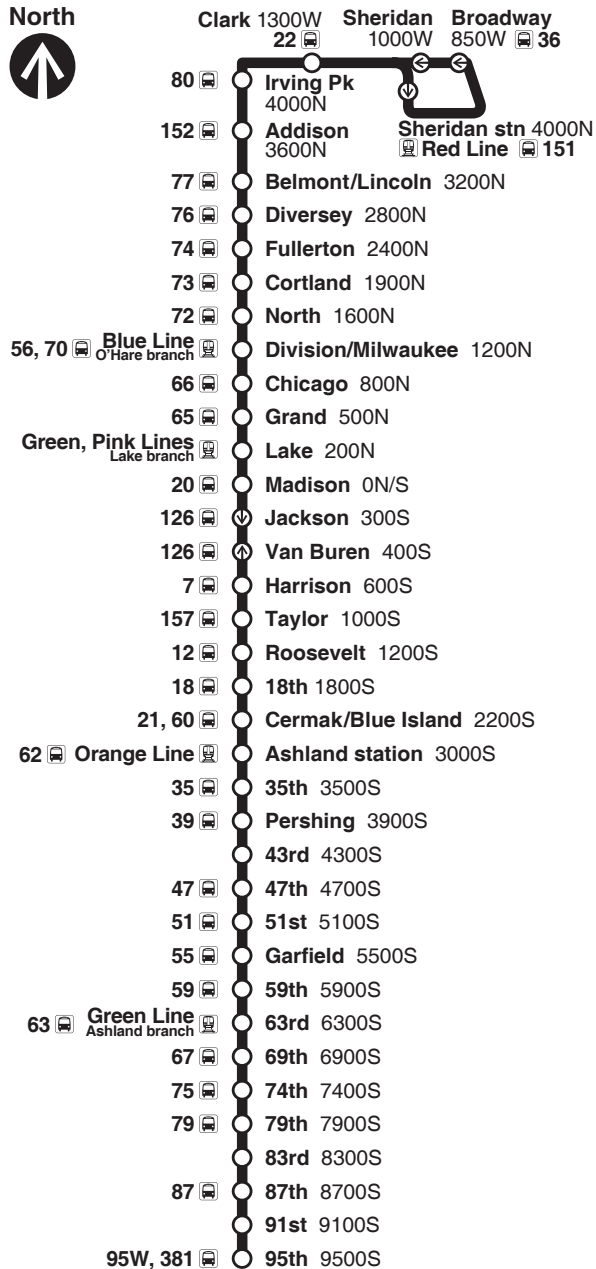 North
Clark 1300W
22
Sheridan
1000W
Broadway
850W 36
80
Irving Pk
4000N
Sheridan stn 4000N
Red Line 151
152
Addison
3600N
77 Belmont/Lincoln 3200N
76 Diversey 2800N
74 Fullerton 2400N
73 Cortland 1900N
72 North 1600N
56, 70 Blue Line
O'Hare branch
Division/Milwaukee 1200N
66 Chicago 800N
65 Grand 500N
Green, Pink Lines
Lake branch
Lake 200N
20 Madison 0N/S
126 Jackson 300S
126 Van Buren 400S
7 Harrison 600S
157 Taylor 1000S
12 Roosevelt 1200S
18 18th 1800S
21, 60 Cermak/Blue Island 2200S
62 Orange Line Ashland station 3000S
35 35th 3500S
39 Pershing 3900S
43rd 4300S
47 47th 4700S
51 51st 5100S
55 Garfield 5500S
59 59th 5900S
63 Green Line
Ashland branch
63rd 6300S
67 69th 6900S
75 74th 7400S
79 79th 7900S
83rd 8300S
87 87th 8700S
91st 9100S
95W, 381 95th 9500S